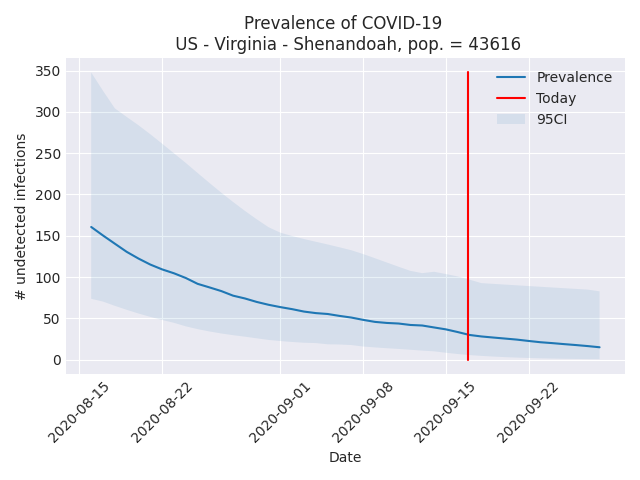 Prevalence of COVID-19
US - Virginia - Shenandoah, pop. = 43616
Prevalence
Today
95CI
# undetected infections
350
300
250
200
150
100
50
0
2020-08-15
2020-08-22
2020-09-01
2020-09-08
2020-09-15
2020-09-22
Date